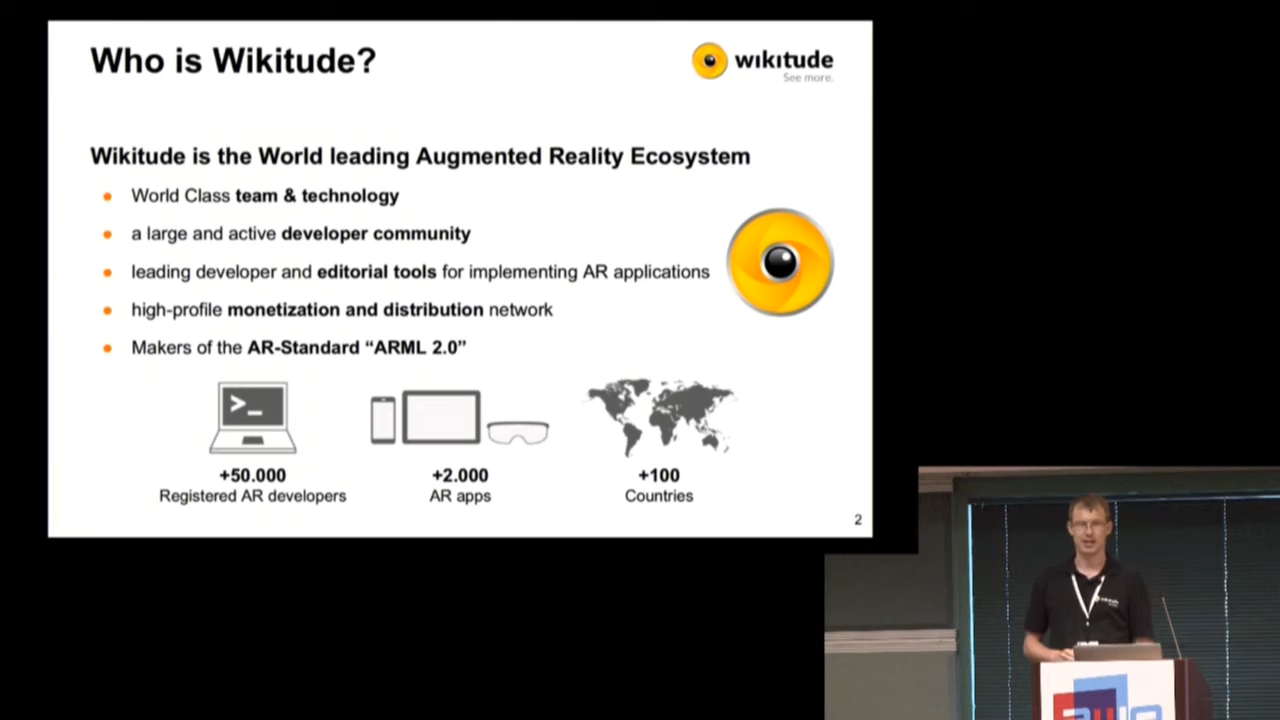 Who is Wikitude?
wikitude
See more.
Wikitude is the World leading Augmented Reality Ecosystem
World Class team & technology
a large and active developer community
leading developer and editorial tools for implementing AR applications
high-profile monetization and distribution network
Makers of the AR-Standard “ARML 2.0”
>_
+50.000
Registered AR developers
+2.000
AR apps
+100
Countries
2
wikitude